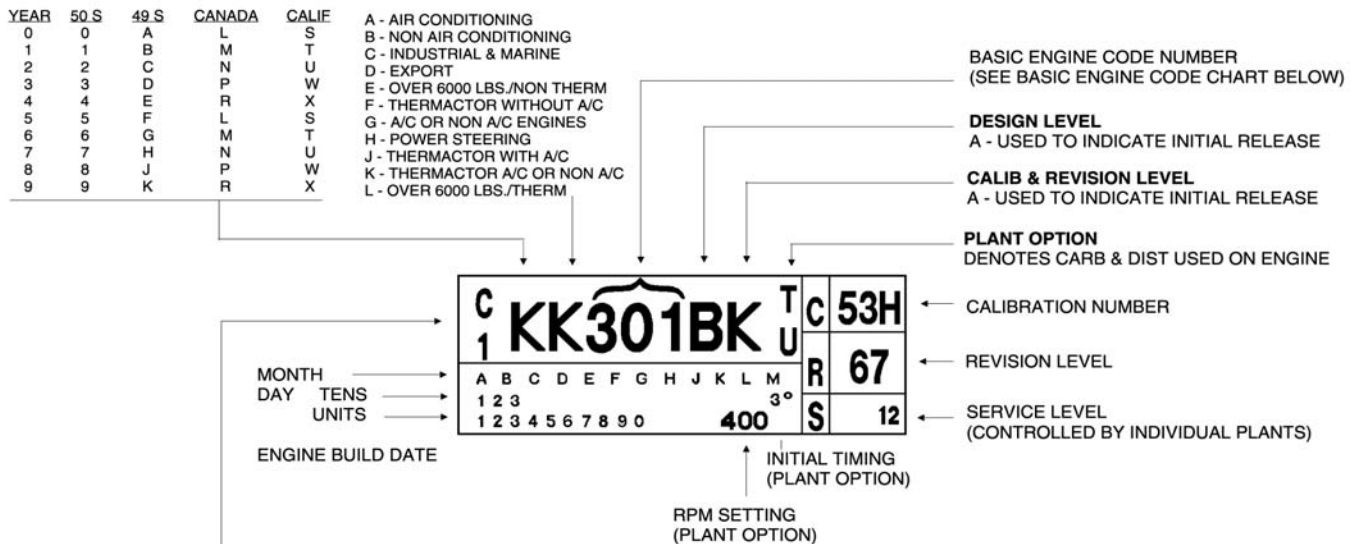 YEAR 50 S 49 S CANADA CALIF
0 0 A L S
1 1 B M T
2 2 C N U
3 3 D P W
4 4 E R X
5 5 F L S
6 6 G M T
7 7 H N U
8 8 J P W
9 9 K R X
A - AIR CONDITIONING
B - NON AIR CONDITIONING
C - INDUSTRIAL & MARINE
D - EXPORT
E - OVER 6000 LBS./NON THERM
F - THERMACTOR WITHOUT A/C
G - A/C OR NON A/C ENGINES
H - POWER STEERING
J - THERMACTOR WITH A/C
K - THERMACTOR A/C OR NON A/C
L - OVER 6000 LBS./THERM
BASIC ENGINE CODE NUMBER
(SEE BASIC ENGINE CODE CHART BELOW)
DESIGN LEVEL
A - USED TO INDICATE INITIAL RELEASE
CALIB & REVISION LEVEL
A - USED TO INDICATE INITIAL RELEASE
PLANT OPTION
DENOTES CARB & DIST USED ON ENGINE
C
1
KK301BK
T
U
C 53H
CALIBRATION NUMBER
R 67
REVISION LEVEL
S 12
SERVICE LEVEL
(CONTROLLED BY INDIVIDUAL PLANTS)
MONTH
A B C D E F G H J K L M
DAY TENS
1 2 3
3°
UNITS
1 2 3 4 5 6 7 8 9 0
400
ENGINE BUILD DATE
INITIAL TIMING
(PLANT OPTION)
RPM SETTING
(PLANT OPTION)